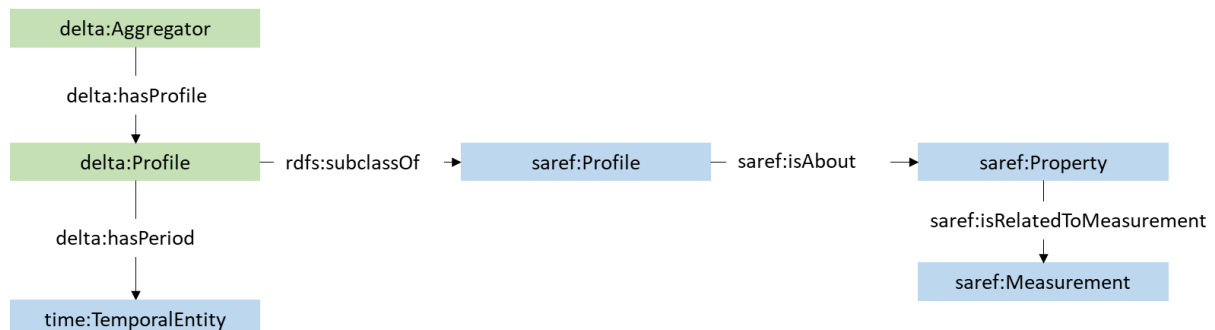 delta:Aggregator
delta:hasProfile
delta:Profile
rdfs:subclassOf
saref:Profile
saref:isAbout
saref:Property
delta:hasPeriod
saref:isRelatedToMeasurement
saref:Measurement
time:TemporalEntity